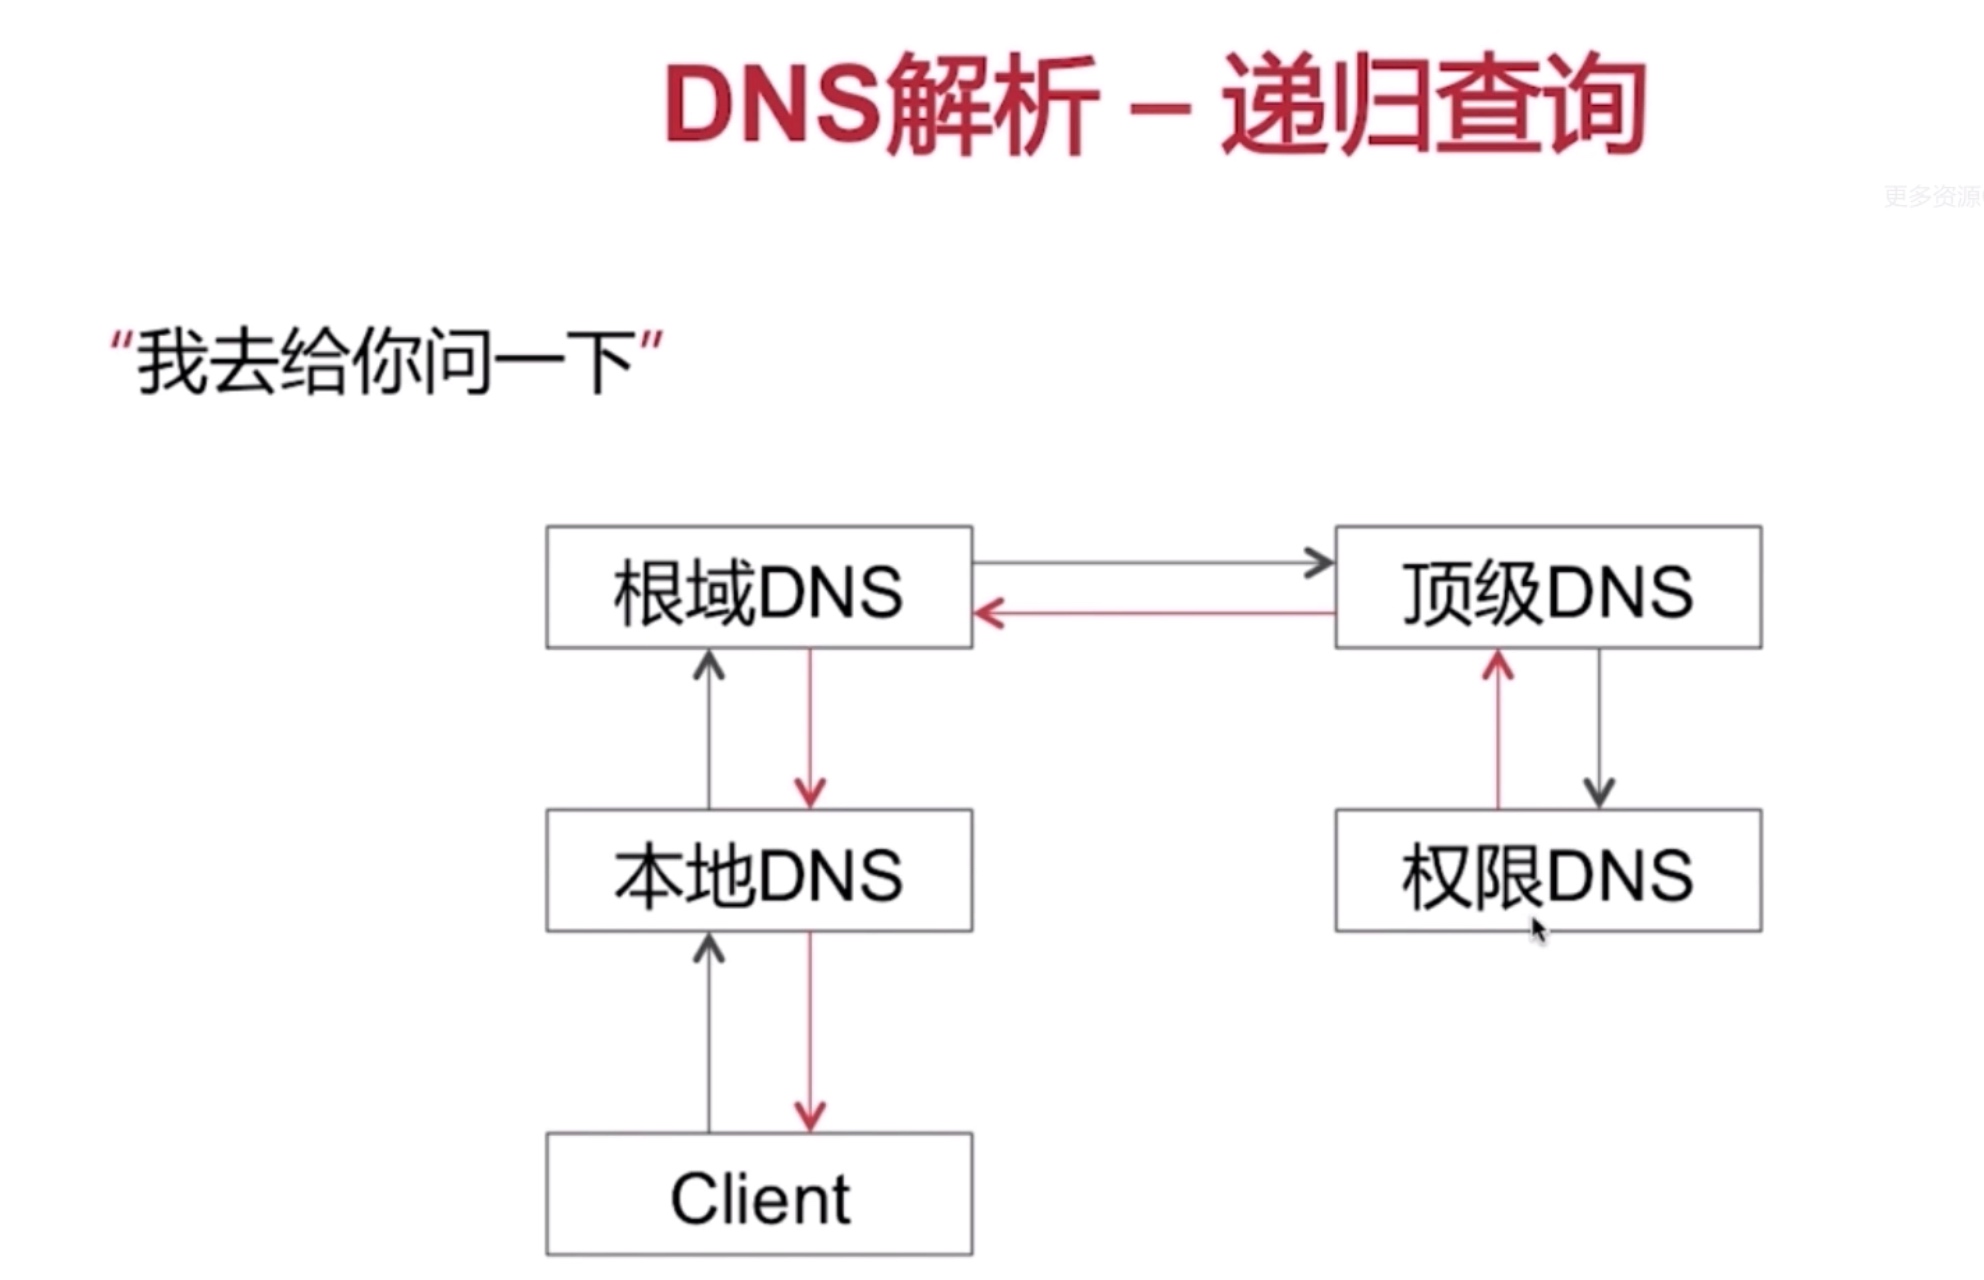 DNS解析 – 递归查询
更多资源
"我去给你问一下"
根域DNS
顶级DNS
本地DNS
权限DNS
Client